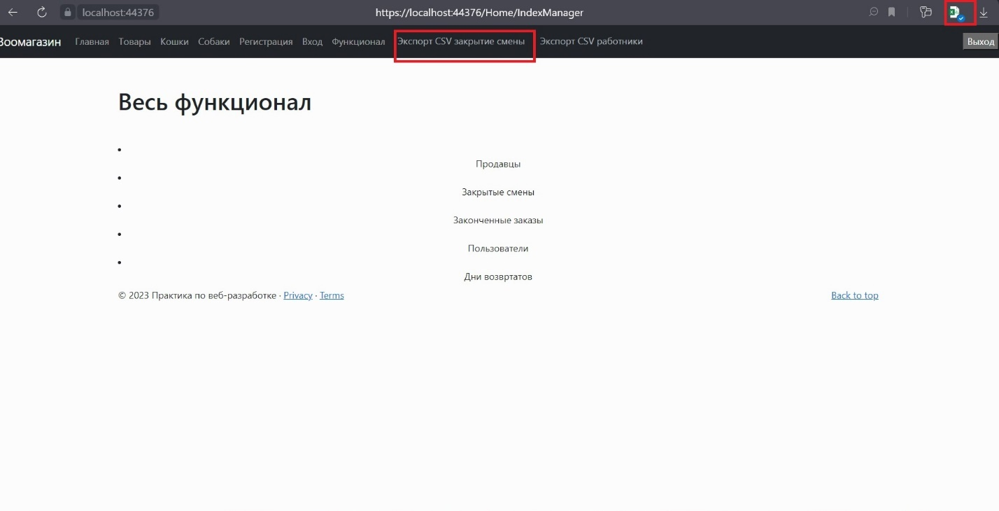 localhost:44376 https://localhost:44376/Home/IndexManager
Зоомагазин Главная Товары Кошки Собаки Регистрация Вход Функционал Экспорт CSV закрытие смены Экспорт CSV работники Выход
Весь функционал
Продавцы
Закрытые смены
Законченные заказы
Пользователи
Дни возвртатов
© 2023 Практика по веб-разработке · Privacy · Terms Back to top